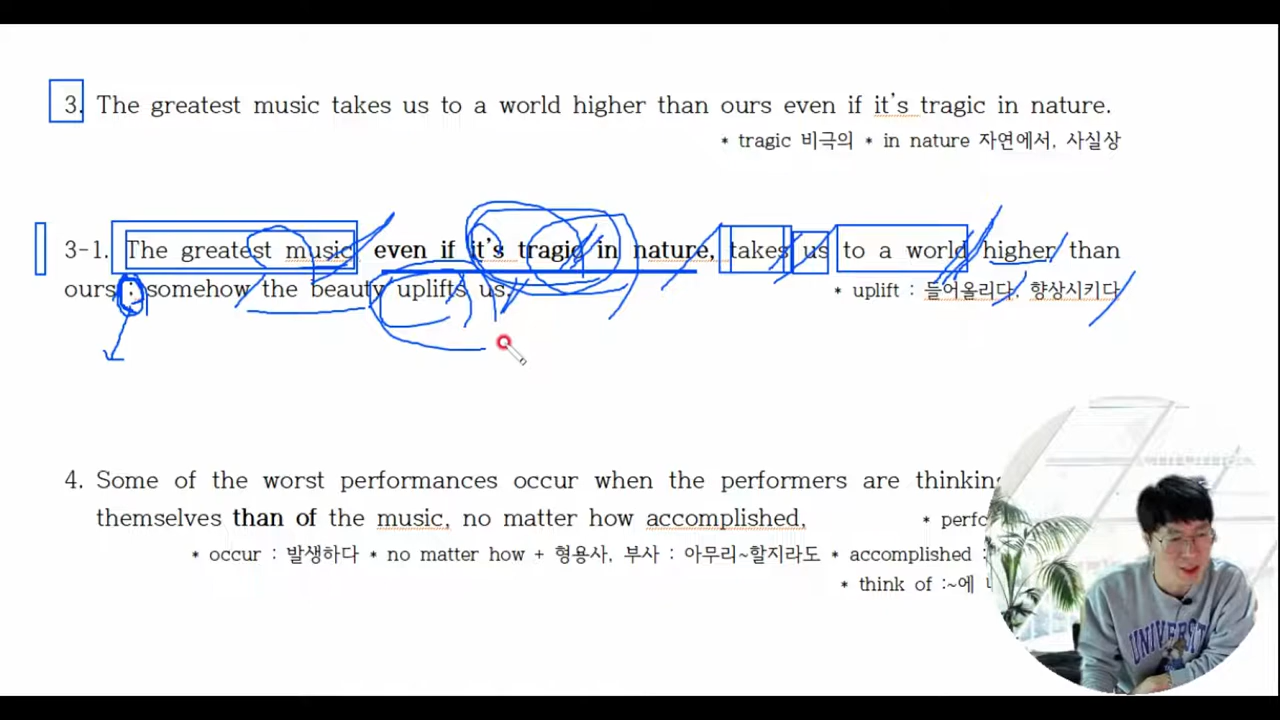 3. The greatest music takes us to a world higher than ours even if it's tragic in nature.
* tragic 비극의 * in nature 자연에서, 사실상
3-1. The greatest music even if it's tragic in nature, takes us to a world higher than
ours : somehow the beauty uplifts us.
* uplift : 들어올리다, 향상시키다
4. Some of the worst performances occur when the performers are thinking
themselves than of the music, no matter how accomplished.
* occur : 발생하다 * no matter how + 형용사, 부사 : 아무리~할지라도 * accomplished :
* think of :~에
UNIVERSITY